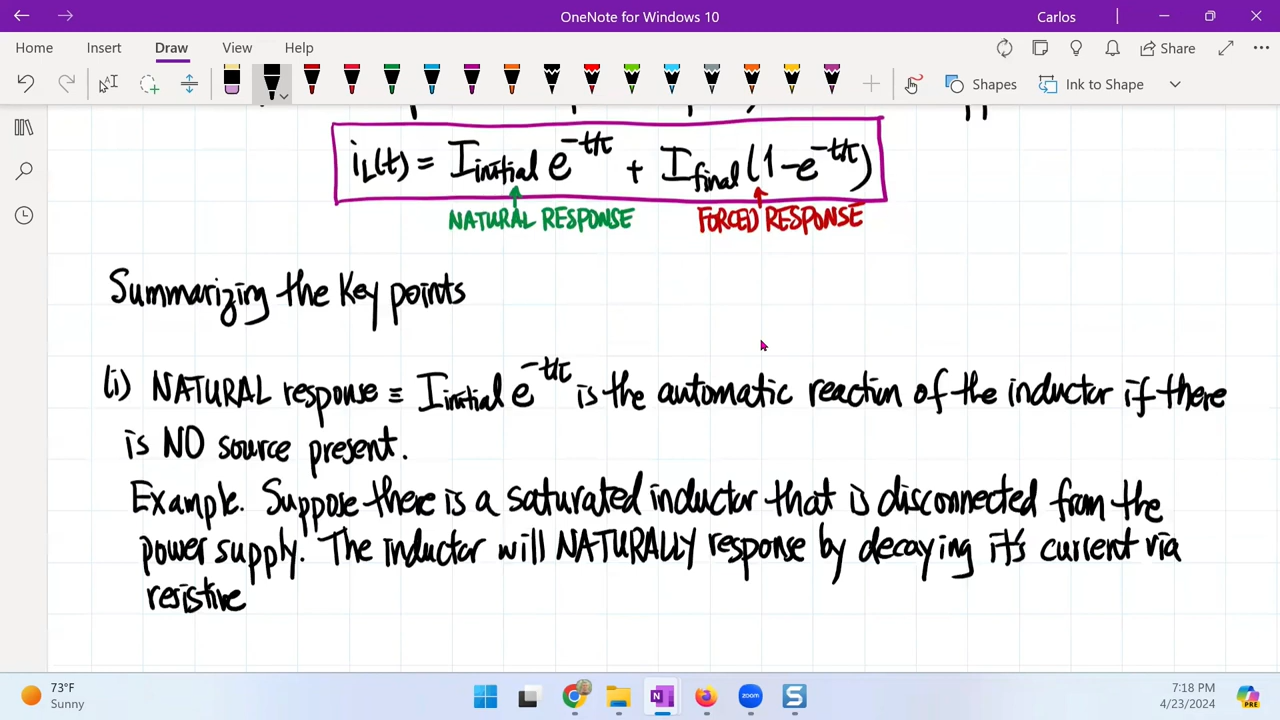 OneNote for Windows 10
Carlos
Home
Insert
Draw
View
Help
Share
Shapes
Ink to Shape
iL(t) = Iinitial e^-t/τ + Ifinal (1-e^-t/τ)
NATURAL RESPONSE
FORCED RESPONSE
Summarizing the key points
(i) NATURAL response ≡ Iinitial e^-t/τ is the automatic reaction of the inductor if there
is NO source present.
Example. Suppose there is a saturated inductor that is disconnected from the
power supply. The inductor will NATURALLY response by decaying it's current via
resistive
73°F
Sunny
7:18 PM
4/23/2024
zoom
S
PRE